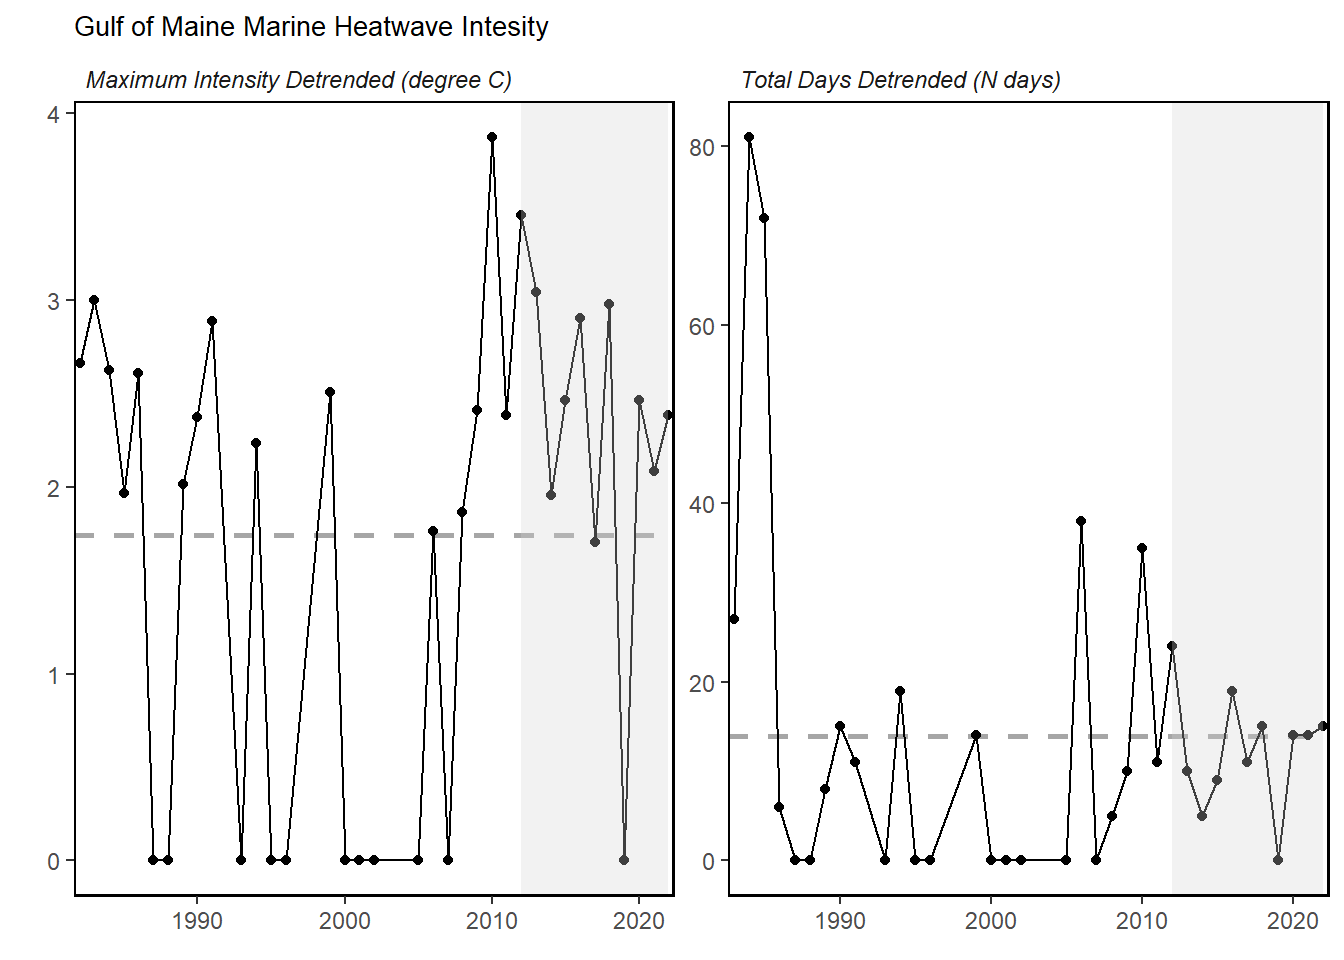 Gulf of Maine Marine Heatwave Intesity
Maximum Intensity Detrended (degree C)
4
3
2
1
0
1990 2000 2010 2020
Total Days Detrended (N days)
80
60
40
20
0
1990 2000 2010 2020